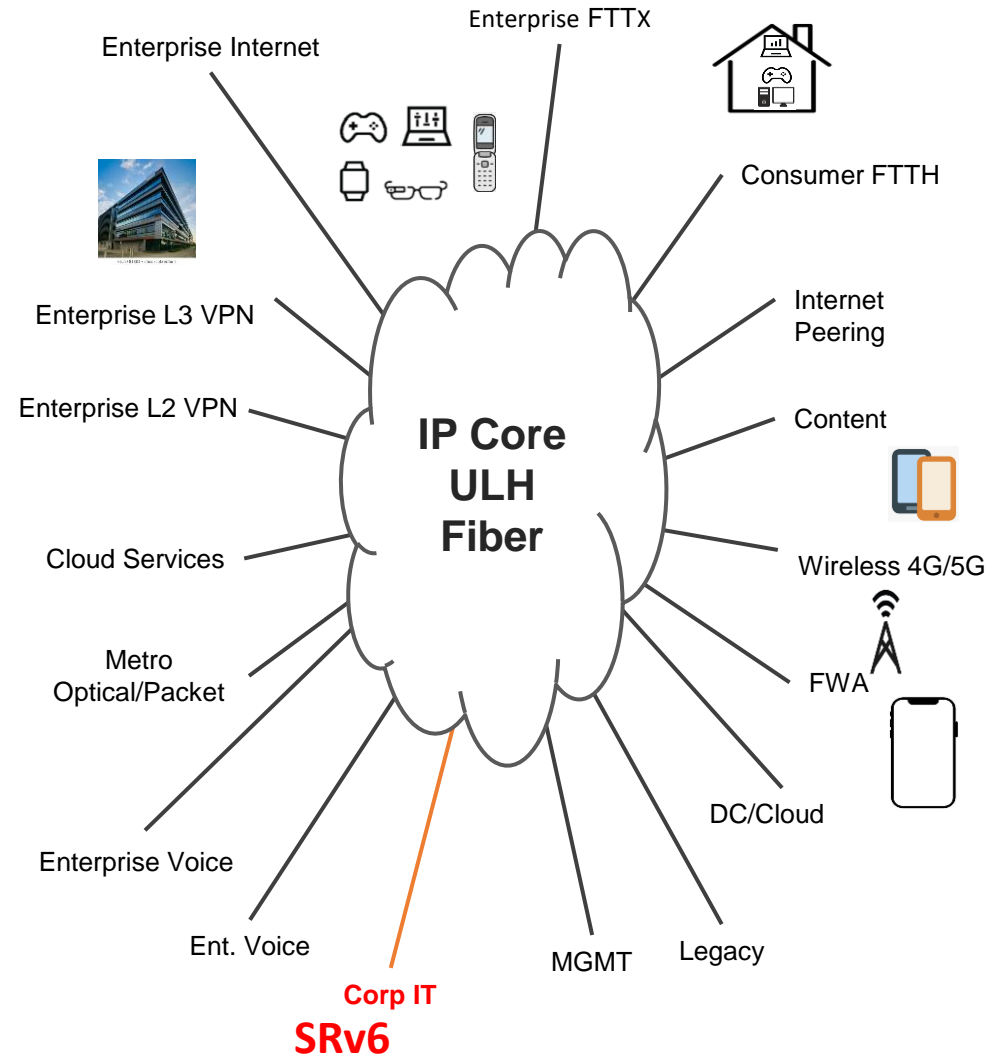 Enterprise FTTX
Enterprise Internet
Consumer FTTH
Enterprise L3 VPN
Internet
Peering
Enterprise L2 VPN
Content
IP Core
ULH
Fiber
Cloud Services
Wireless 4G/5G
Metro
Optical/Packet
FWA
DC/Cloud
Enterprise Voice
Ent. Voice
MGMT
Legacy
Corp IT
SRv6